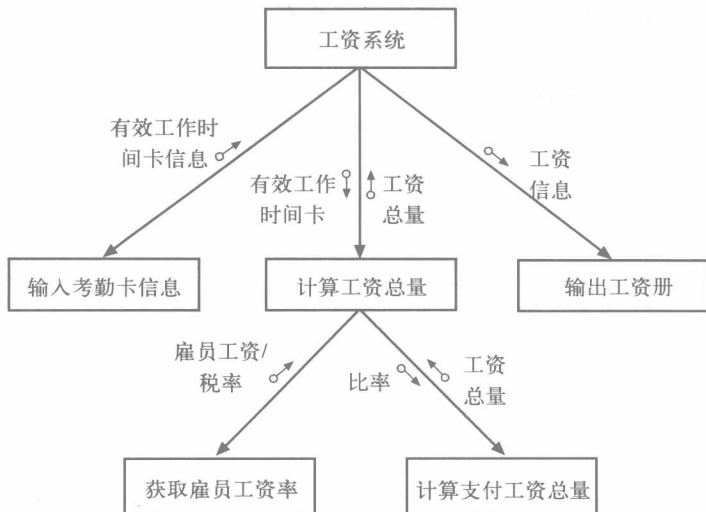 工资系统
有效工作时
间卡信息
有效工作
时间卡
工资
总量
工资
信息
输入考勤卡信息
计算工资总量
输出工资册
雇员工资/
税率
比率
工资
总量
获取雇员工资率
计算支付工资总量